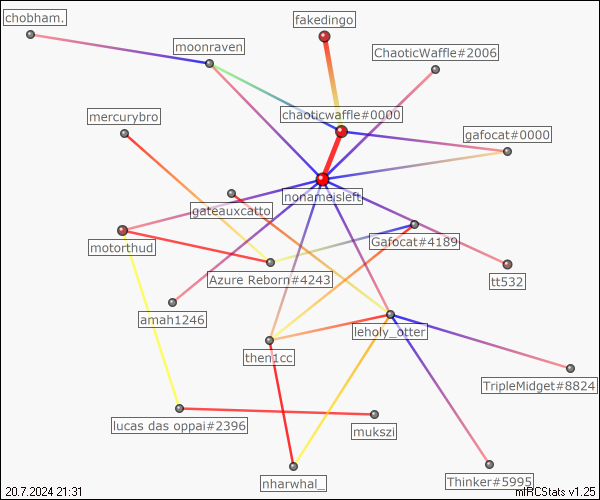 chobham.
fakedingo
moonraven
ChaoticWaffle#2006
chaoticwaffle#0000
mercurybro
gafocat#0000
nonameisleft
gateauxcatto
motorthud
Gafocat#4189
Azure Reborn#4243
tt532
amah1246
leholy_otter
then1cc
TripleMidget#8824
lucas das oppai#2396
mukszi
nharwhal_
Thinker#5995
20.7.2024 21:31
mIRCStats v1.25